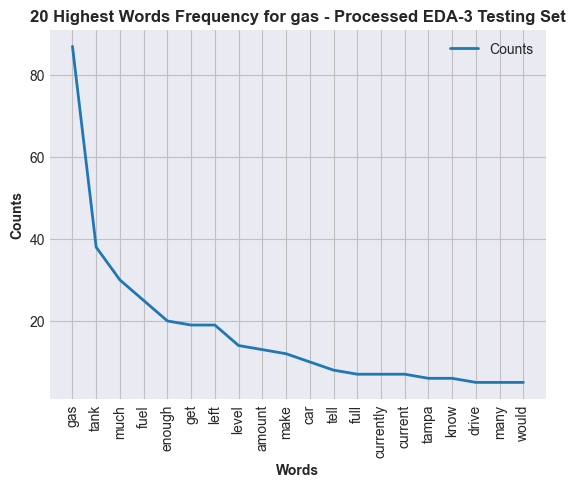 20 Highest Words Frequency for gas - Processed EDA-3 Testing Set
Counts
Counts
80
60
40
20
gas
tank
much
fuel
enough
get
left
level
amount
make
car
tell
full
currently
current
tampa
know
drive
many
would
Words